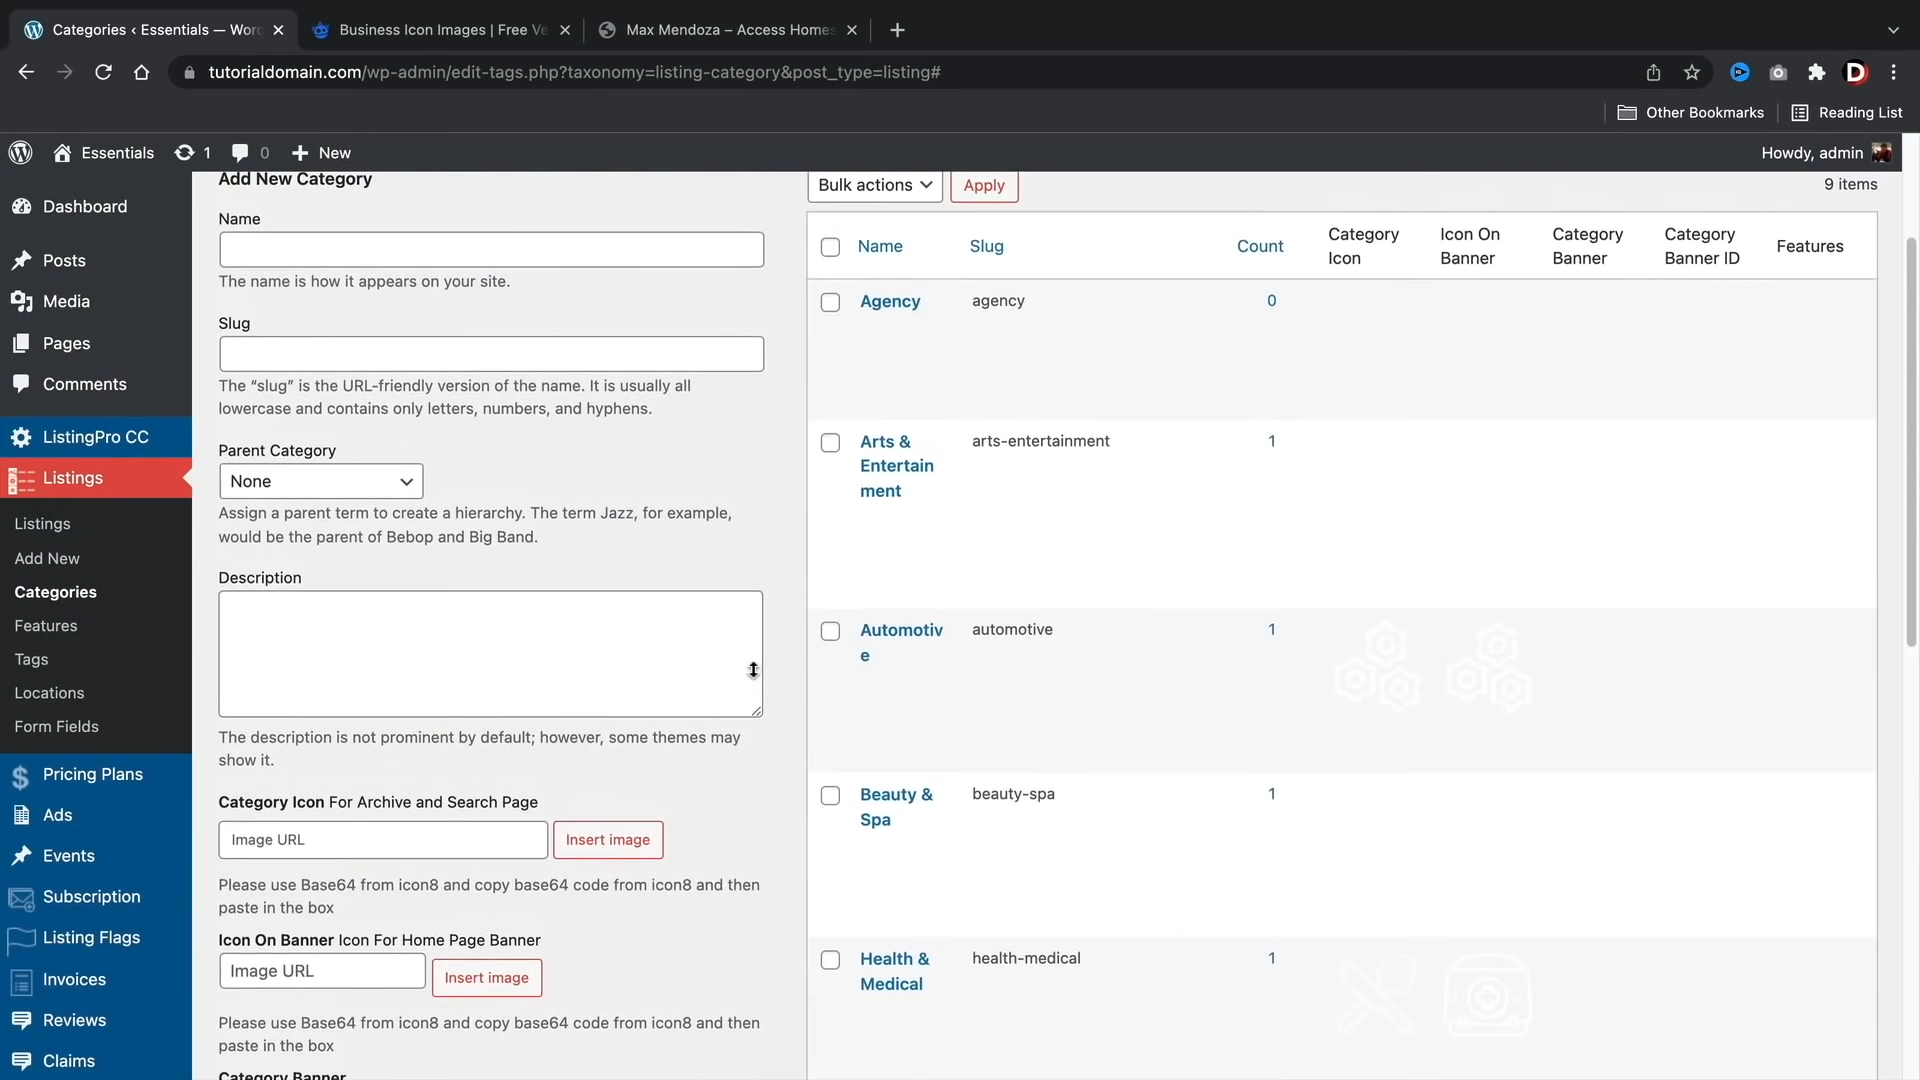 Categories ‹ Essentials — Wor
Business Icon Images | Free Ve
Max Mendoza – Access Homes
tutorialdomain.com/wp-admin/edit-tags.php?taxonomy=listing-category&post_type=listing#
Other Bookmarks
Reading List
Essentials
1
0
New
Howdy, admin
Dashboard
Posts
Media
Pages
Comments
ListingPro CC
Listings
Listings
Add New
Categories
Features
Tags
Locations
Form Fields
Pricing Plans
Ads
Events
Subscription
Listing Flags
Invoices
Reviews
Claims
Add New Category
Name
The name is how it appears on your site.
Slug
The “slug” is the URL-friendly version of the name. It is usually all
lowercase and contains only letters, numbers, and hyphens.
Parent Category
None
Assign a parent term to create a hierarchy. The term Jazz, for example,
would be the parent of Bebop and Big Band.
Description
The description is not prominent by default; however, some themes may
show it.
Category Icon For Archive and Search Page
Image URL
Insert image
Please use Base64 from icon8 and copy base64 code from icon8 and then
paste in the box
Icon On Banner Icon For Home Page Banner
Image URL
Insert image
Please use Base64 from icon8 and copy base64 code from icon8 and then
paste in the box
Category Banner
Bulk actions
Apply
9 items
Name
Slug
Count
Category
Icon
Icon On
Banner
Category
Banner
Category
Banner ID
Features
Agency
agency
0
Arts &
Entertain
ment
arts-entertainment
1
Automotiv
e
automotive
1
Beauty &
Spa
beauty-spa
1
Health &
Medical
health-medical
1